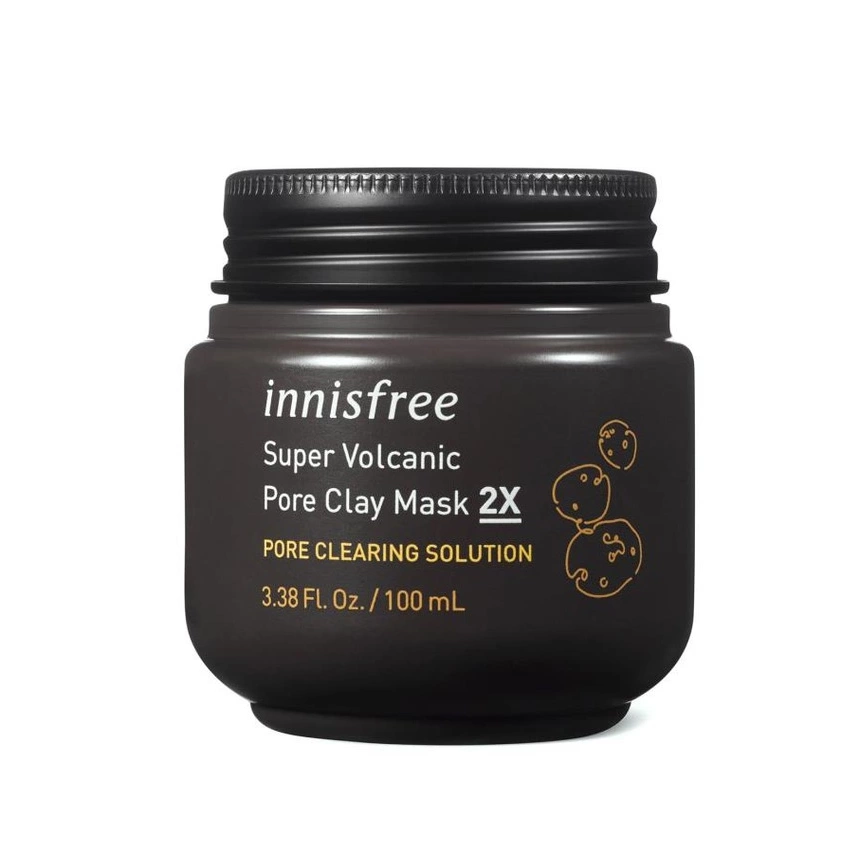 innisfree
Super Volcanic
Pore Clay Mask 2X
PORE CLEARING SOLUTION
3.38 Fl. Oz. / 100 mL